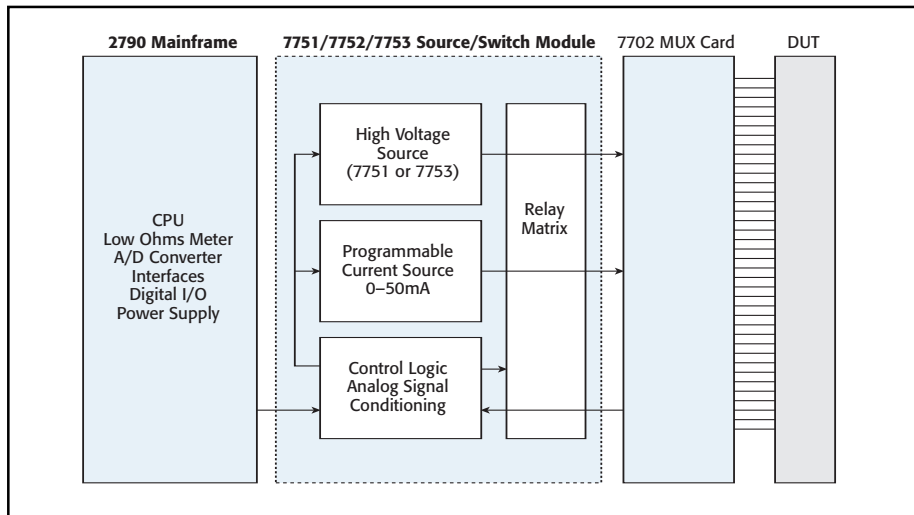 2790 Mainframe
7751/7752/7753 Source/Switch Module
7702 MUX Card
DUT
CPU
Low Ohms Meter
A/D Converter
Interfaces
Digital I/O
Power Supply
High Voltage
Source
(7751 or 7753)
Programmable
Current Source
0–50mA
Control Logic
Analog Signal
Conditioning
Relay
Matrix